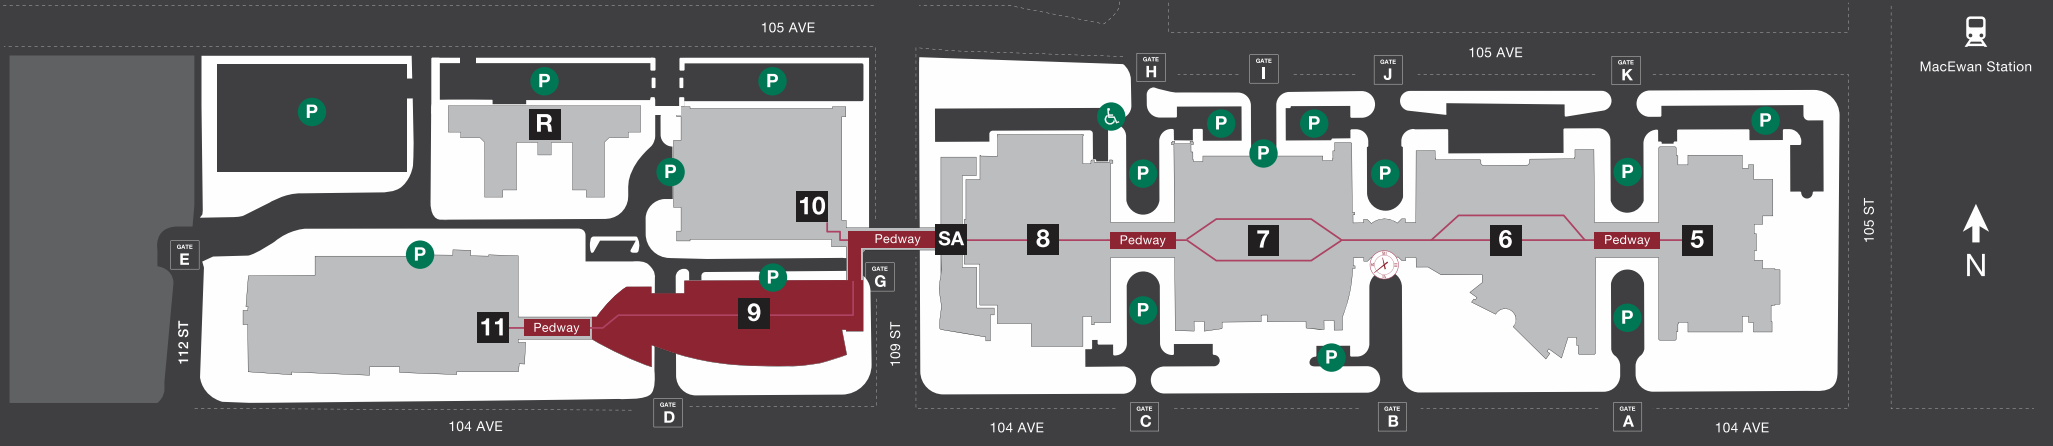 105 AVE
105 AVE
MacEwan Station
GATE
H
GATE
I
GATE
J
GATE
K
P
P
P
P
R
P
P
P
P
P
P
P
P
P
10
105 ST
Pedway
SA
8
Pedway
7
6
Pedway
5
GATE
E
P
N
GATE
G
P
9
P
P
11
Pedway
112 ST
109 ST
P
GATE
D
GATE
C
GATE
B
GATE
A
104 AVE
104 AVE
104 AVE